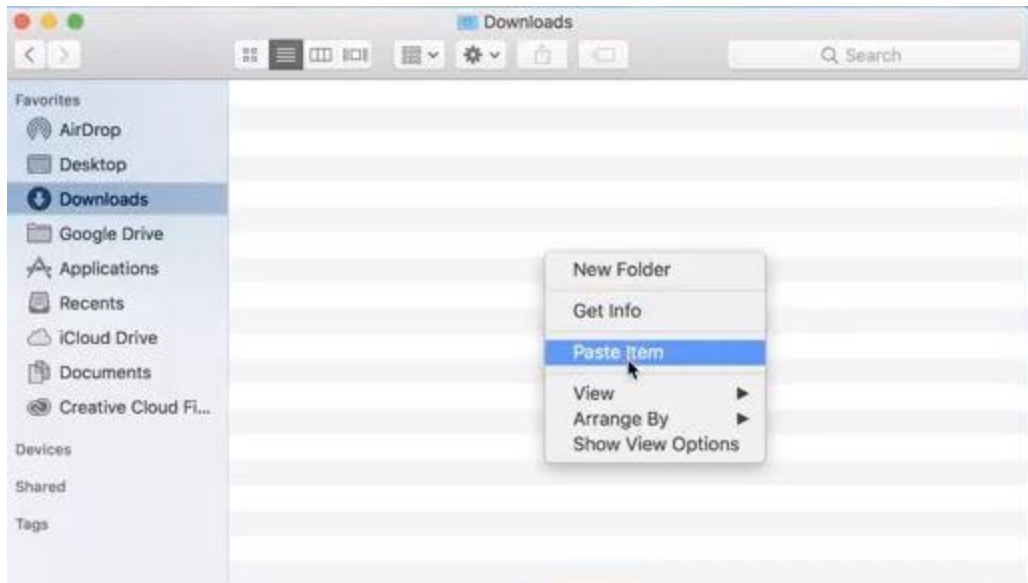 Downloads
Search
Favorites
AirDrop
Desktop
Downloads
Google Drive
Applications
Recents
iCloud Drive
Documents
Creative Cloud Fi...
Devices
Shared
Tags
New Folder
Get Info
Paste Item
View
Arrange By
Show View Options